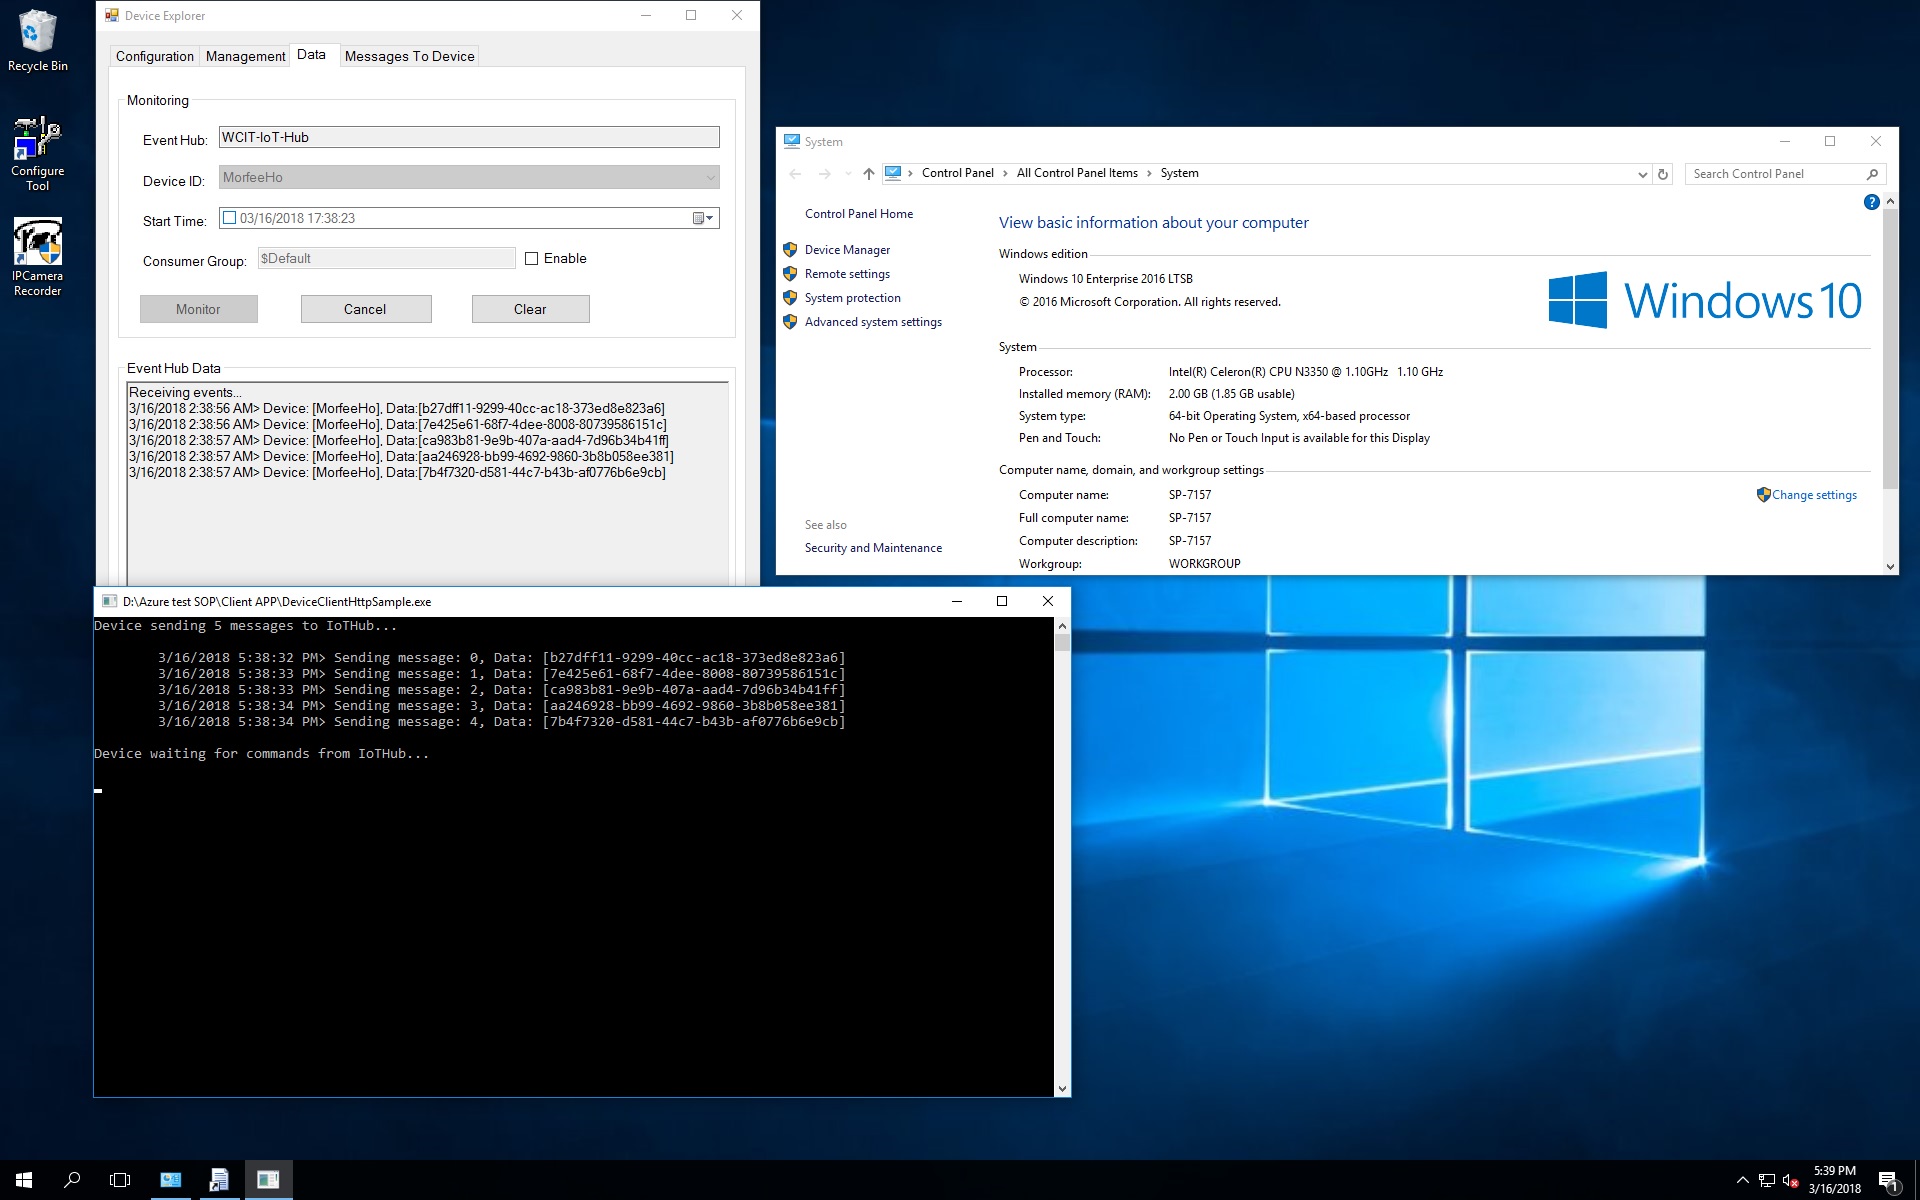 Recycle Bin
Configure
Tool
IPCamera
Recorder
Device Explorer
Configuration Management Data Messages To Device
Monitoring
Event Hub: WCIT-IoT-Hub
Device ID: MorfeeHo
Start Time: 03/16/2018 17:38:23
Consumer Group: $Default Enable
Monitor Cancel Clear
Event Hub Data
Receiving events...
3/16/2018 2:38:56 AM> Device: [MorfeeHo], Data:[b27dff11-9299-40cc-ac18-373ed8e823a6]
3/16/2018 2:38:56 AM> Device: [MorfeeHo], Data:[7e425e61-68f7-4dee-8008-80739586151c]
3/16/2018 2:38:57 AM> Device: [MorfeeHo], Data:[ca983b81-9e9b-407a-aad4-7d96b34b41ff]
3/16/2018 2:38:57 AM> Device: [MorfeeHo], Data:[aa246928-bb99-4692-9860-3b8b058ee381]
3/16/2018 2:38:57 AM> Device: [MorfeeHo], Data:[7b4f7320-d581-44c7-b43b-af0776b6e9cb]
System
Control Panel › All Control Panel Items › System
Search Control Panel
Control Panel Home
Device Manager
Remote settings
System protection
Advanced system settings
See also
Security and Maintenance
View basic information about your computer
Windows edition
Windows 10 Enterprise 2016 LTSB
© 2016 Microsoft Corporation. All rights reserved.
Windows 10
System
Processor: Intel(R) Celeron(R) CPU N3350 @ 1.10GHz 1.10 GHz
Installed memory (RAM): 2.00 GB (1.85 GB usable)
System type: 64-bit Operating System, x64-based processor
Pen and Touch: No Pen or Touch Input is available for this Display
Computer name, domain, and workgroup settings
Computer name: SP-7157 Change settings
Full computer name: SP-7157
Computer description: SP-7157
Workgroup: WORKGROUP
D:\Azure test SOP\Client APP\DeviceClientHttpSample.exe
Device sending 5 messages to IoTHub...
3/16/2018 5:38:32 PM> Sending message: 0, Data: [b27dff11-9299-40cc-ac18-373ed8e823a6]
3/16/2018 5:38:33 PM> Sending message: 1, Data: [7e425e61-68f7-4dee-8008-80739586151c]
3/16/2018 5:38:33 PM> Sending message: 2, Data: [ca983b81-9e9b-407a-aad4-7d96b34b41ff]
3/16/2018 5:38:34 PM> Sending message: 3, Data: [aa246928-bb99-4692-9860-3b8b058ee381]
3/16/2018 5:38:34 PM> Sending message: 4, Data: [7b4f7320-d581-44c7-b43b-af0776b6e9cb]
Device waiting for commands from IoTHub...
5:39 PM
3/16/2018
1